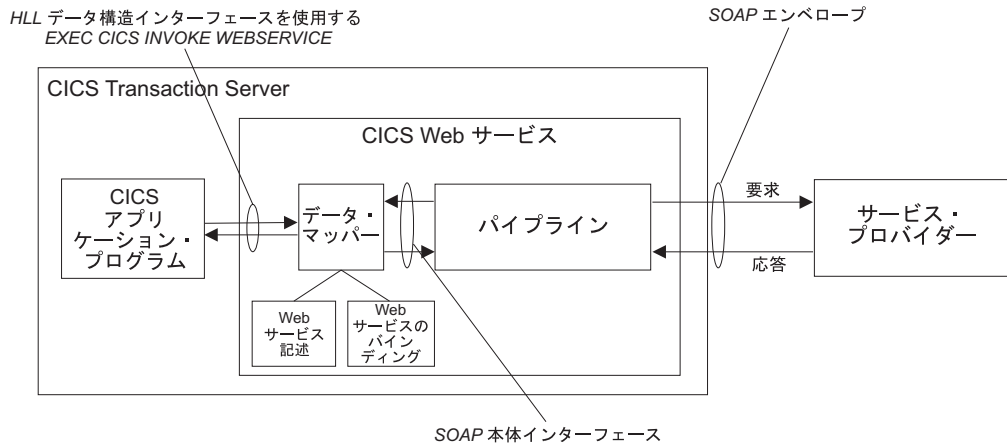 HLL データ構造インターフェースを使用する
EXEC CICS INVOKE WEBSERVICE
SOAP エンベロープ
CICS Transaction Server
CICS Web サービス
CICS
アプリ
ケーション・
プログラム
データ・
マッパー
パイプライン
要求
応答
サービス・
プロバイダー
Web
サービス
記述
Web
サービスの
バイン
ディング
SOAP 本体インターフェース